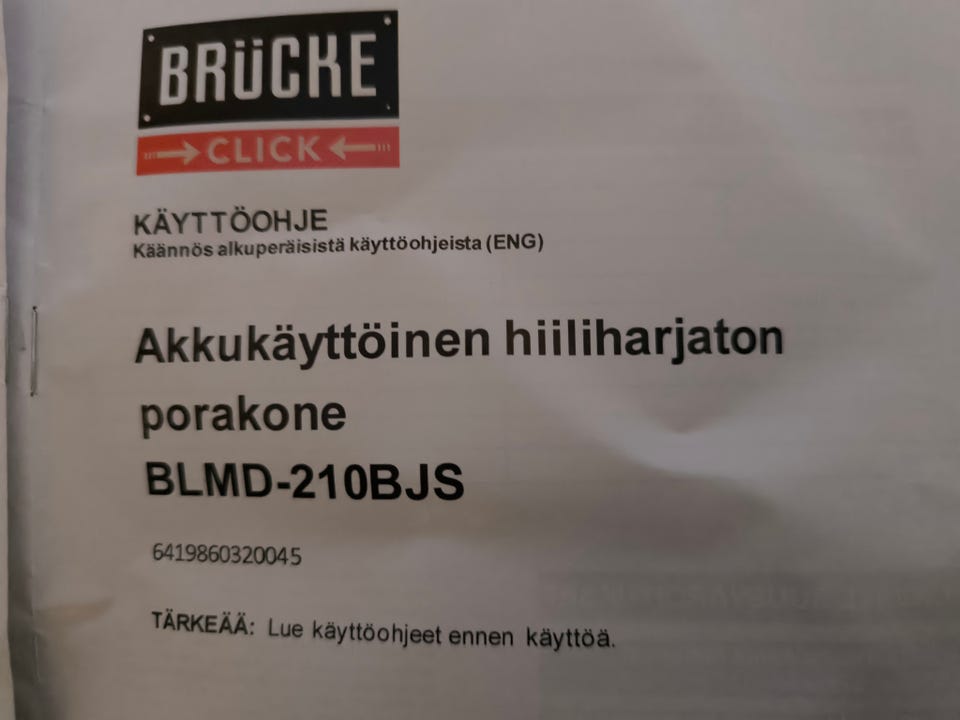 BRÜCKE
CLICK
KÄYTTÖOHJE
Käännös alkuperäisistä käyttöohjeista (ENG)
Akkukäyttöinen hiiliharjaton
porakone
BLMD-210BJS
6419860320045
TÄRKEÄÄ: Lue käyttöohjeet ennen käyttöä.